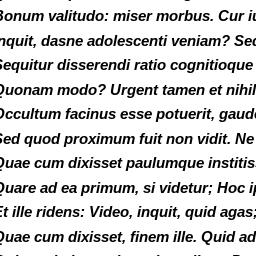 Bonum valitudo: miser morbus. Cur iu
inquit, dasne adolescenti veniam? Sed
Sequitur disserendi ratio cognitioque
Quonam modo? Urgent tamen et nihil
Occultum facinus esse potuerit, gaude
Sed quod proximum fuit non vidit. Ne
Quae cum dixisset paulumque institis
Quare ad ea primum, si videtur; Hoc i
Et ille ridens: Video, inquit, quid agas;
Quae cum dixisset, finem ille. Quid ad